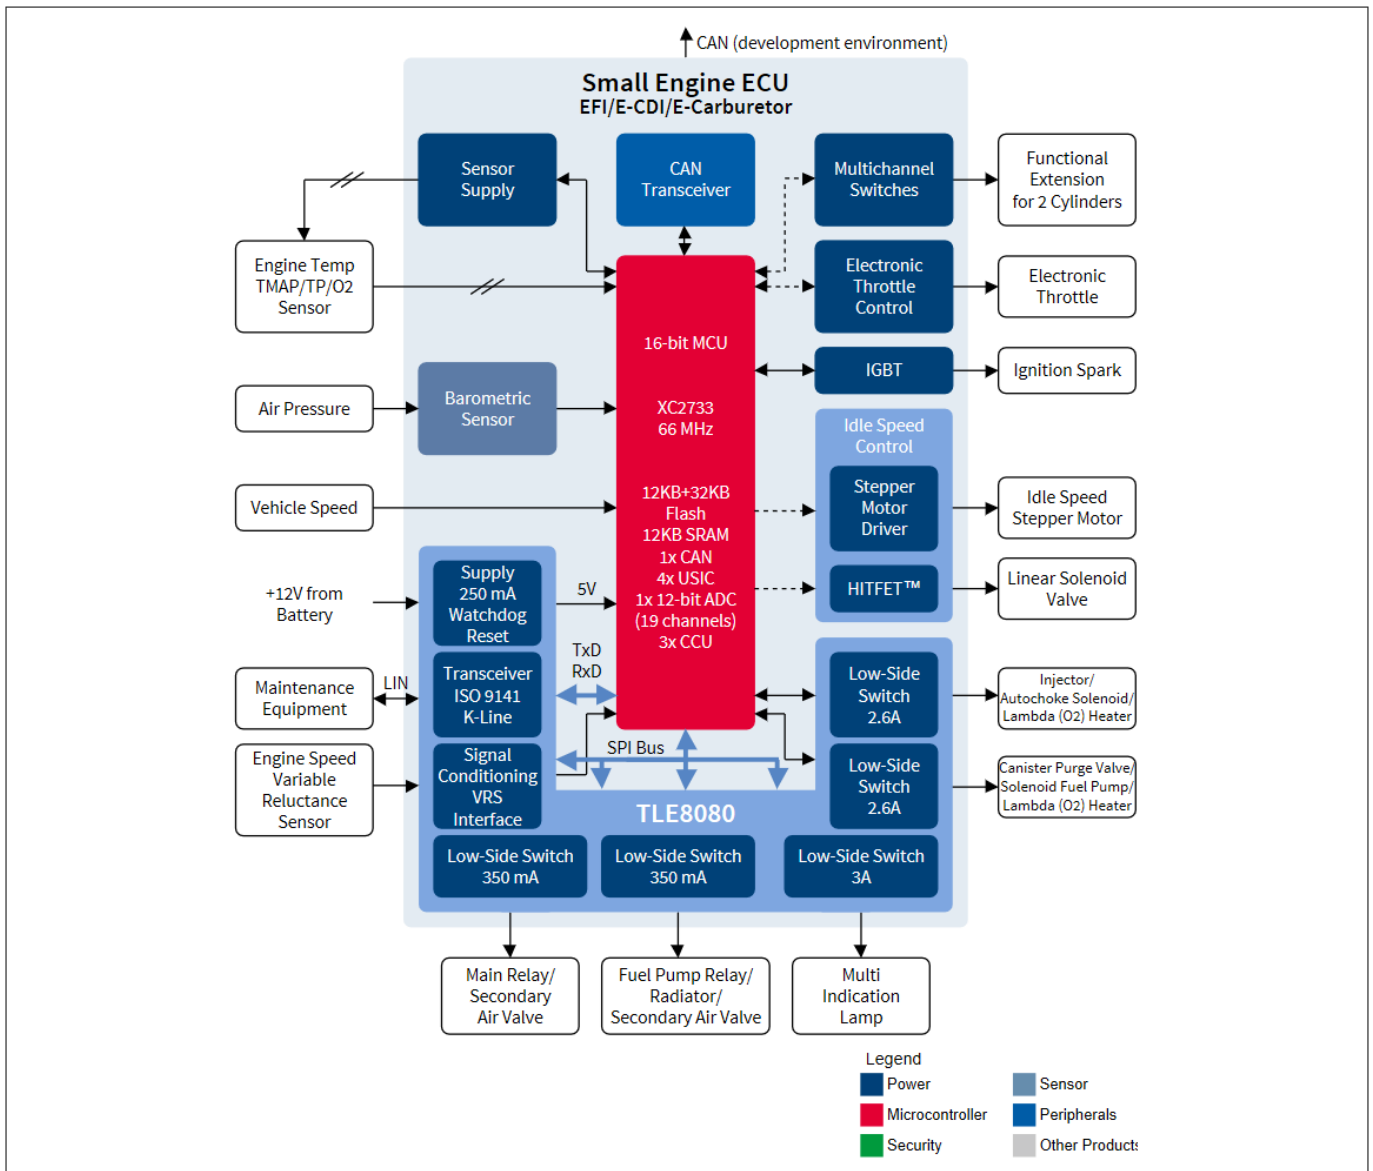 CAN (development environment)
Small Engine ECU
EFI/E-CDI/E-Carburetor
Sensor
Supply
CAN
Transceiver
Multichannel
Switches
Functional
Extension
for 2 Cylinders
Engine Temp
TMAP/TP/O2
Sensor
Electronic
Throttle
Control
Electronic
Throttle
16-bit MCU
XC2733
66 MHz
12KB+32KB
Flash
12KB SRAM
1x CAN
4x USIC
1x 12-bit ADC
(19 channels)
3x CCU
IGBT
Ignition Spark
Air Pressure
Barometric
Sensor
Idle Speed
Control
Stepper
Motor
Driver
Idle Speed
Stepper Motor
Vehicle Speed
HITFET™
Linear Solenoid
Valve
+12V from
Battery
Supply
250 mA
Watchdog
Reset
5V
TxD
RxD
Maintenance
Equipment
LIN
Transceiver
ISO 9141
K-Line
Low-Side
Switch
2.6A
Injector/
Autochoke Solenoid/
Lambda (O2) Heater
Engine Speed
Variable
Reluctance
Sensor
Signal
Conditioning
VRS
Interface
SPI Bus
Low-Side
Switch
2.6A
Canister Purge Valve/
Solenoid Fuel Pump/
Lambda (O2) Heater
TLE8080
Low-Side Switch
350 mA
Low-Side Switch
350 mA
Low-Side Switch
3A
Main Relay/
Secondary
Air Valve
Fuel Pump Relay/
Radiator/
Secondary Air Valve
Multi
Indication
Lamp
Legend
Power
Sensor
Microcontroller
Peripherals
Security
Other Products